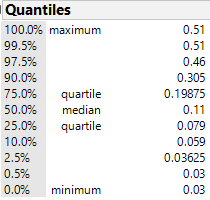 Quantiles
100.0% maximum 0.51
99.5% 0.51
97.5% 0.46
90.0% 0.305
75.0% quartile 0.19875
50.0% median 0.11
25.0% quartile 0.079
10.0% 0.059
2.5% 0.03625
0.5% 0.03
0.0% minimum 0.03